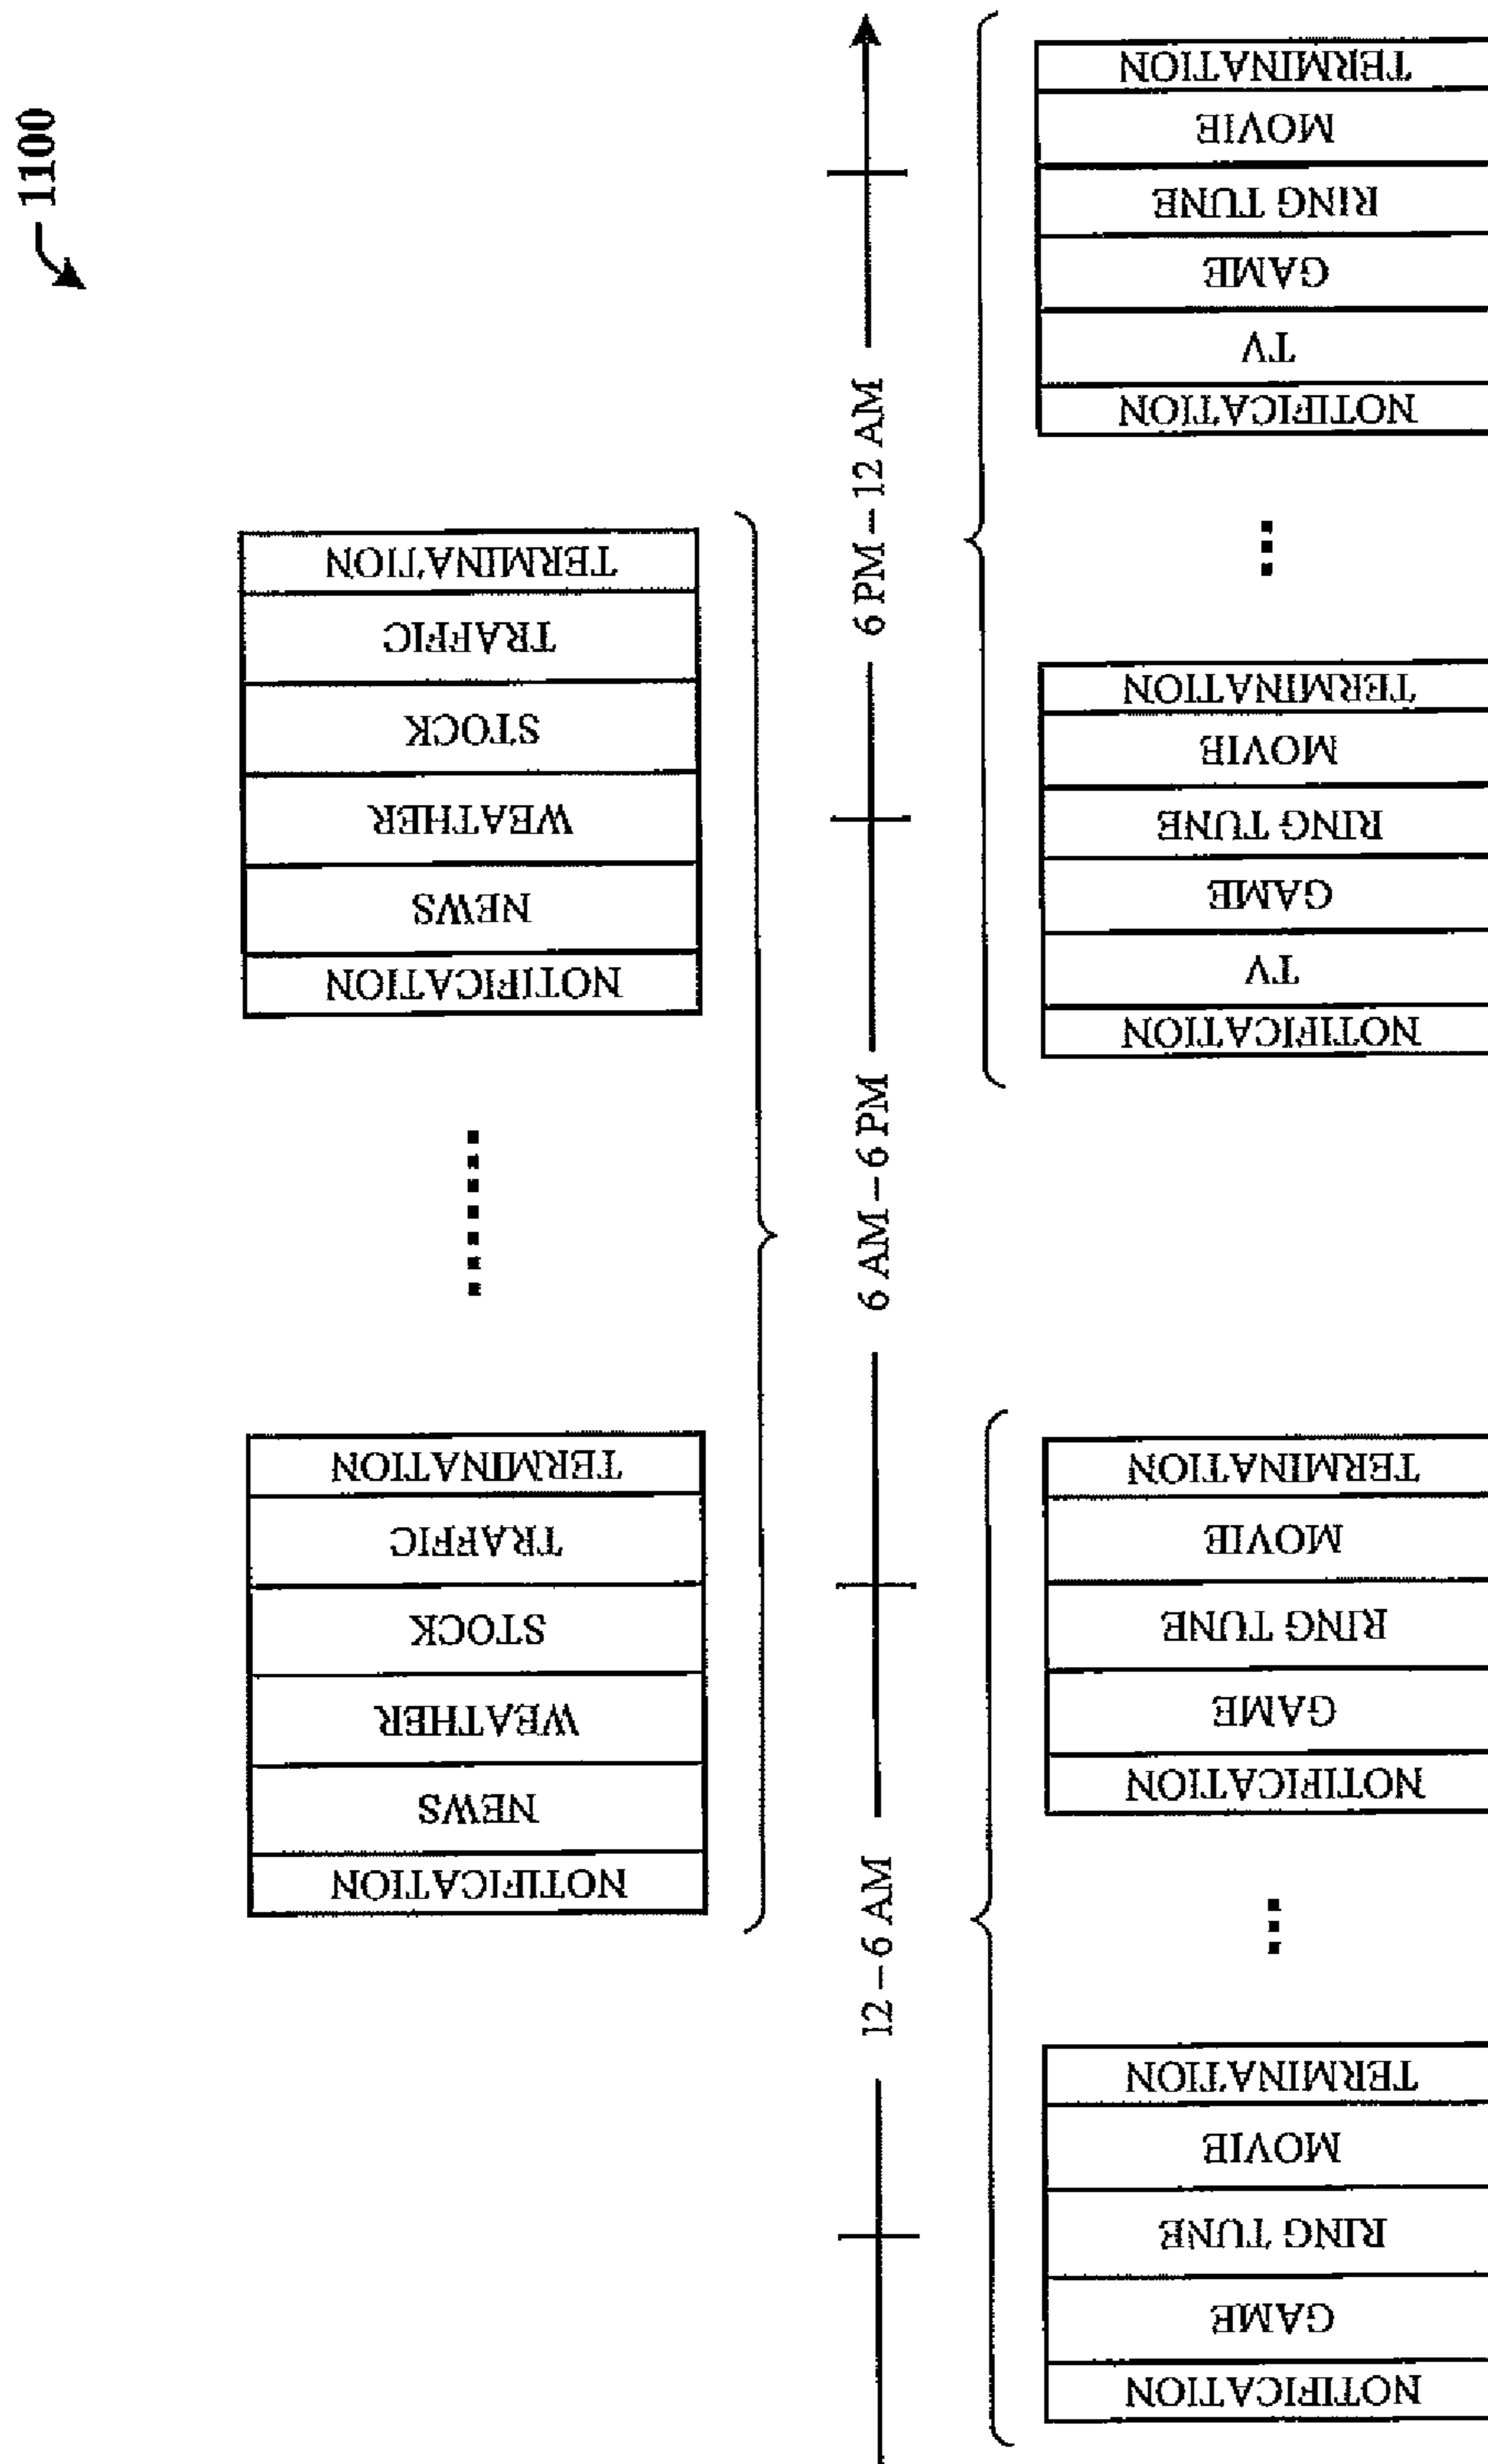 1100
NOTIFICATION
NEWS
WEATHER
STOCK
TRAFFIC
TERMINATION
NOTIFICATION
NEWS
WEATHER
STOCK
TRAFFIC
TERMINATION
12 – 6 AM
6 AM – 6 PM
6 PM – 12 AM
NOTIFICATION
GAME
RING TUNE
MOVIE
TERMINATION
NOTIFICATION
GAME
RING TUNE
MOVIE
TERMINATION
NOTIFICATION
TV
GAME
RING TUNE
MOVIE
TERMINATION
NOTIFICATION
TV
GAME
RING TUNE
MOVIE
TERMINATION